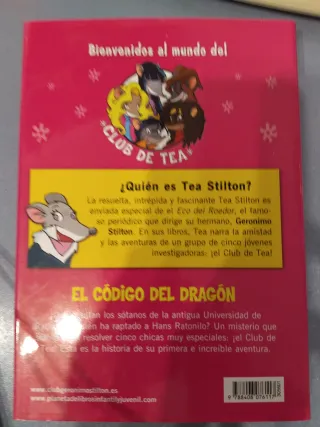 Bienvenidos al mundo del
CLUB DE TEA
¿Quién es Tea Stilton?
La resuelta, intrépida y fascinante Tea Stilton es
enviada especial de el Eco del Roedor, el famo-
so periódico que dirige su hermano, Geronimo
Stilton. En sus libros, Tea narra la amistad
y las aventuras de un grupo de cinco jóvenes
investigadoras: ¡el Club de Tea!
EL CÓDIGO DEL DRAGÓN
los sótanos de la antigua Universidad de
ha raptado a Hans Ratonilo? Un misterio que
resolver cinco chicas muy especiales: ¡el Club
de Tea! Esta es la historia de su primera e increíble aventura.
www.clubgeronimostilton.es
www.planetadelibrosinfantilyjuvenil.com